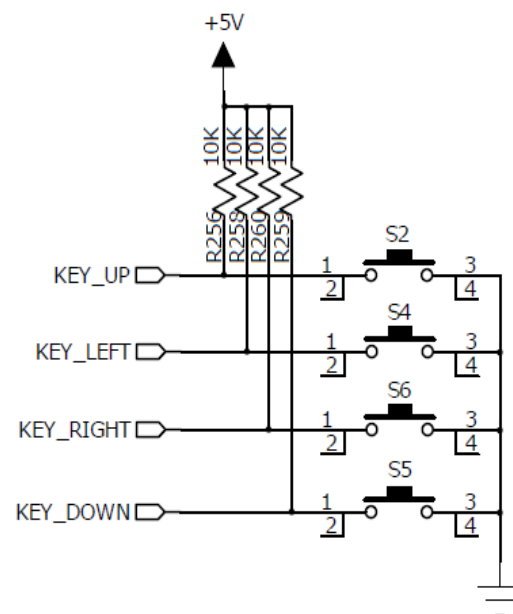 +5V
10K 10K 10K 10K
R256 R258 R260 R259
S2
KEY_UP 1 3
2 4
S4
KEY_LEFT 1 3
2 4
S6
KEY_RIGHT 1 3
2 4
S5
KEY_DOWN 1 3
2 4